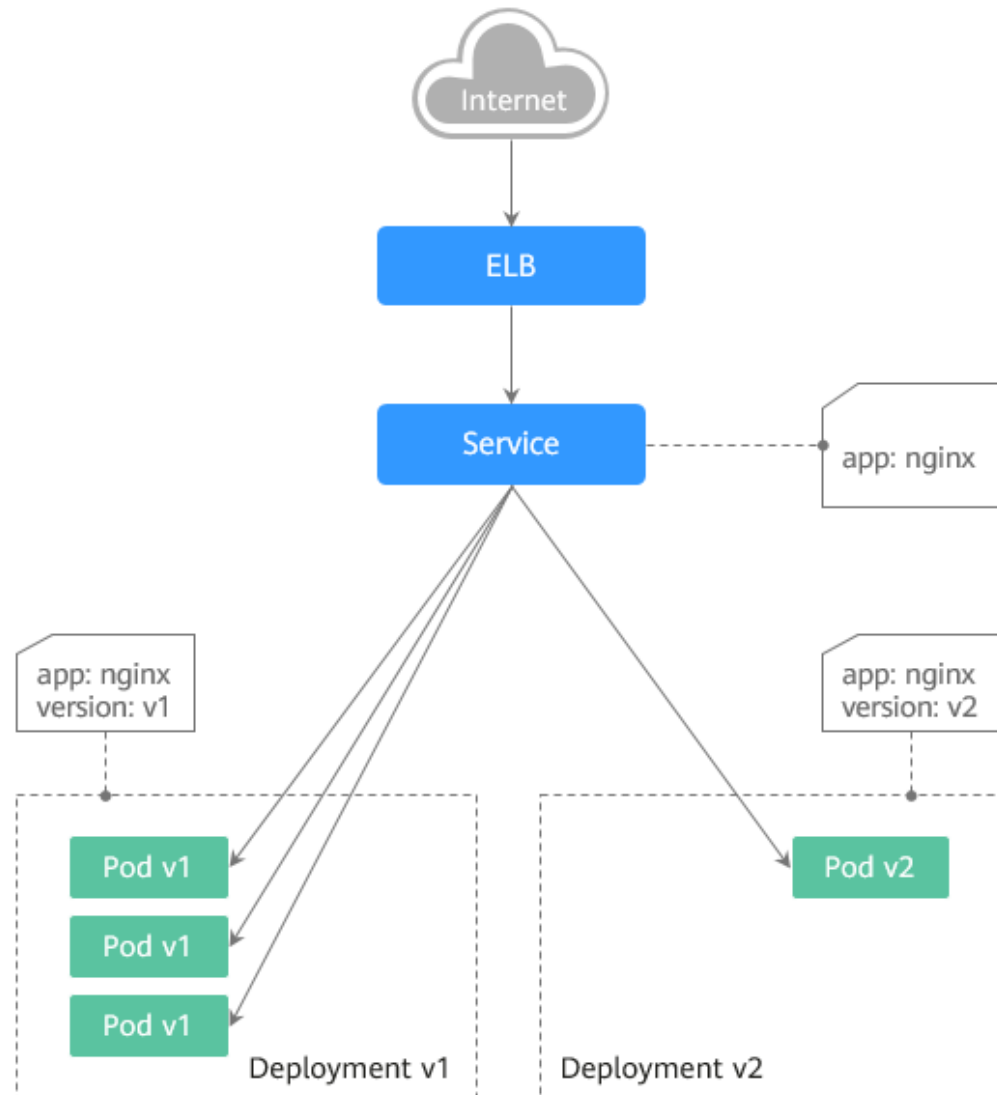 Internet
ELB
Service
app: nginx
app: nginx
version: v1
app: nginx
version: v2
Pod v1
Pod v2
Pod v1
Pod v1
Deployment v1
Deployment v2